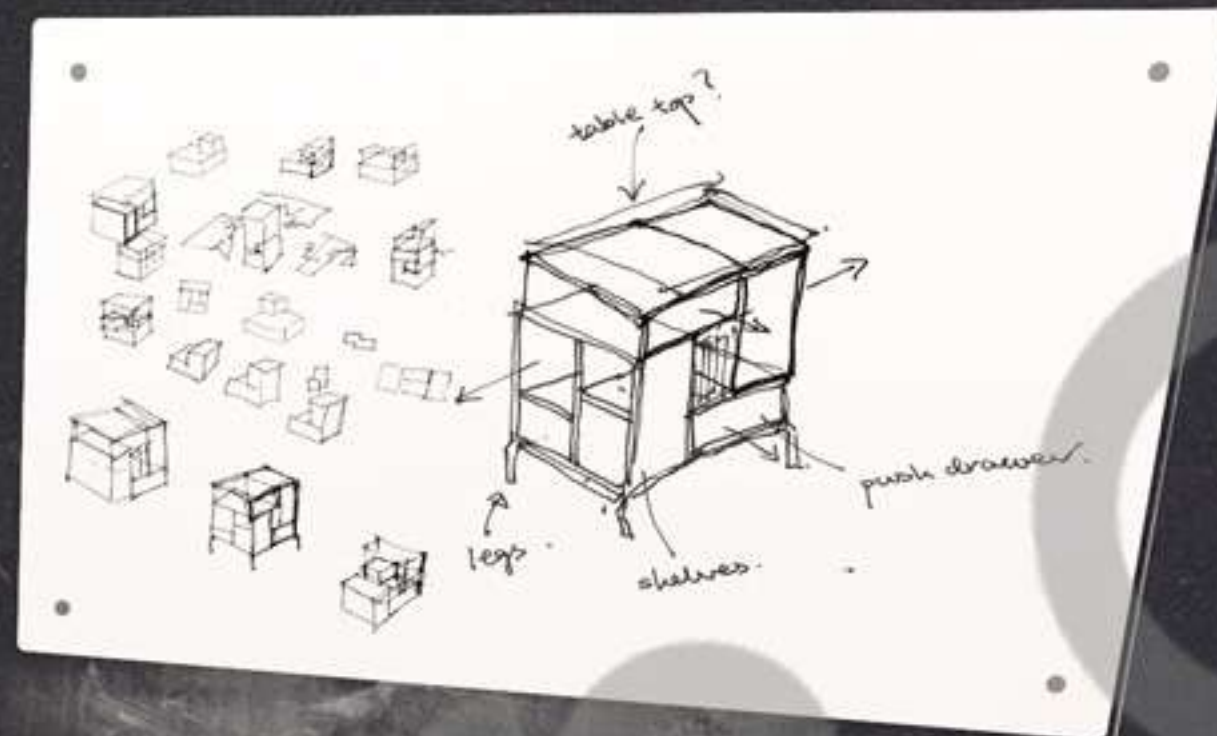 table top?
push drawer.
legs.
shelves.